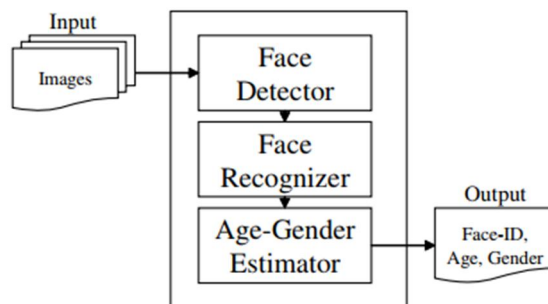 Input
Images
Face
Detector
Face
Recognizer
Age-Gender
Estimator
Output
Face-ID,
Age, Gender